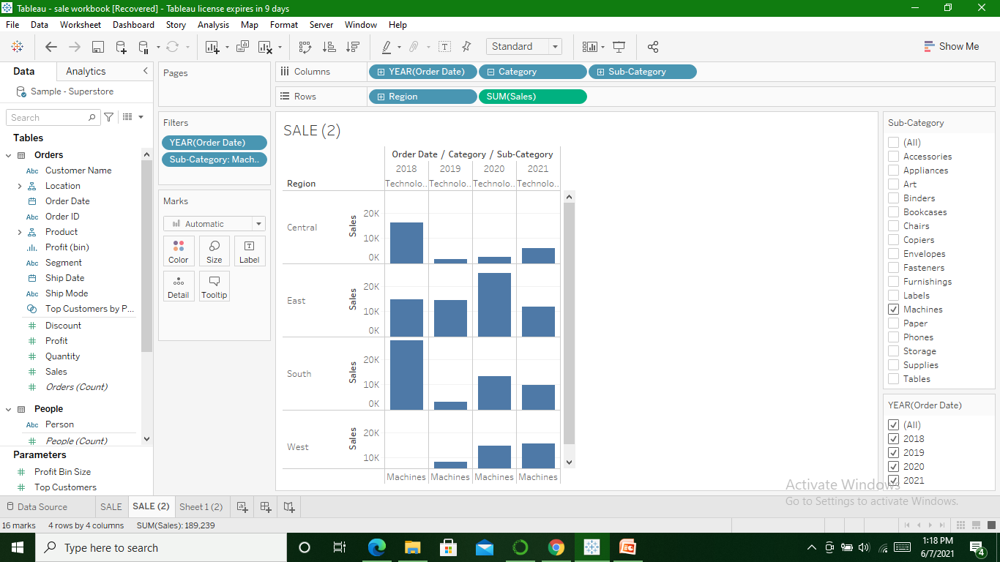 Tableau - sale workbook [Recovered] - Tableau license expires in 9 days
File Data Worksheet Dashboard Story Analysis Map Format Server Window Help
Standard
Show Me
Data Analytics
Sample - Superstore
Search
Tables
Orders
Abc Customer Name
Location
Order Date
Abc Order ID
Product
Profit (bin)
Abc Segment
Ship Date
Abc Ship Mode
Top Customers by P...
Discount
Profit
Quantity
Sales
Orders (Count)
People
Abc Person
People (Count)
Parameters
Profit Bin Size
Top Customers
Pages
Filters
YEAR(Order Date)
Sub-Category: Mach..
Marks
Automatic
Color Size Label
Detail Tooltip
Columns YEAR(Order Date) Category Sub-Category
Rows Region SUM(Sales)
SALE (2)
Order Date / Category / Sub-Category
2018 2019 2020 2021
Region Technolo.. Technolo.. Technolo.. Technolo..
Central Sales 20K 10K 0K
East Sales 20K 10K 0K
South Sales 20K 10K 0K
West Sales 20K 10K
Machines Machines Machines Machines
Sub-Category
(All)
Accessories
Appliances
Art
Binders
Bookcases
Chairs
Copiers
Envelopes
Fasteners
Furnishings
Labels
Machines
Paper
Phones
Storage
Supplies
Tables
YEAR(Order Date)
(All)
2018
2019
2020
2021
Activate Windows
Go to Settings to activate Windows.
Data Source SALE SALE (2) Sheet 1 (2)
16 marks 4 rows by 4 columns SUM(Sales): 189,239
Type here to search
1:18 PM
6/7/2021
4